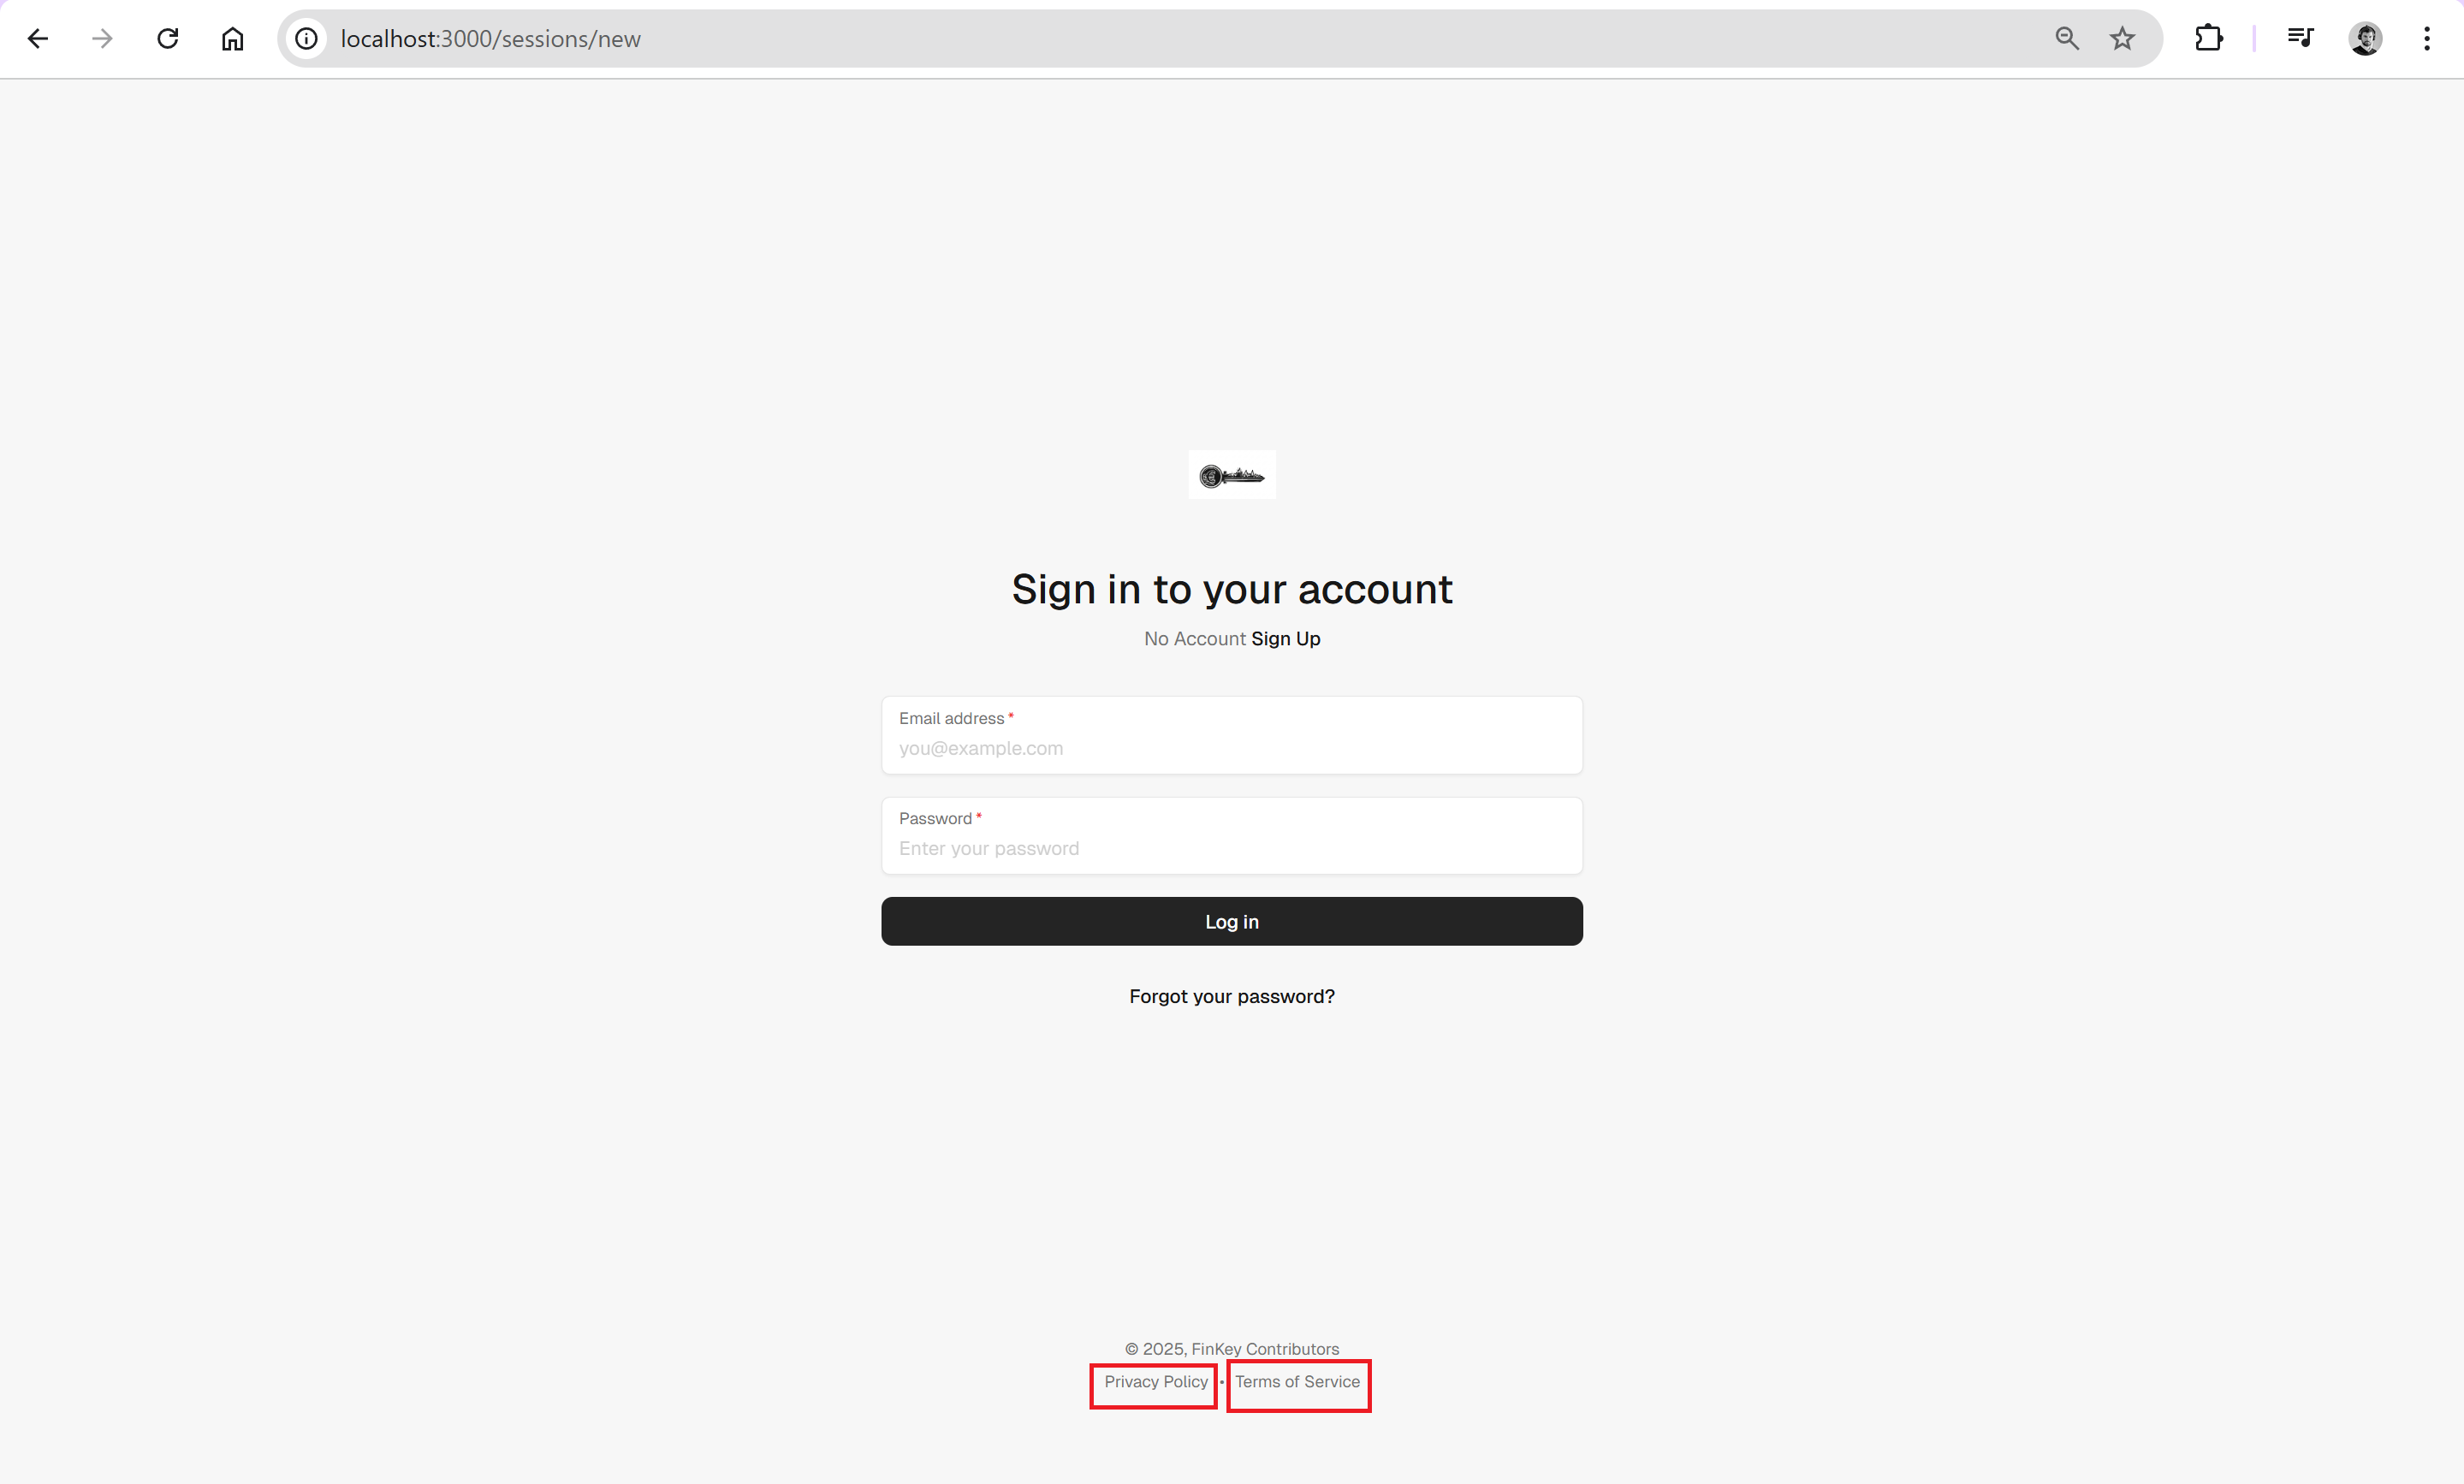 localhost:3000/sessions/new
Sign in to your account
No Account Sign Up
Email address *
you@example.com
Password *
Enter your password
Log in
Forgot your password?
© 2025, FinKey Contributors
Privacy Policy • Terms of Service